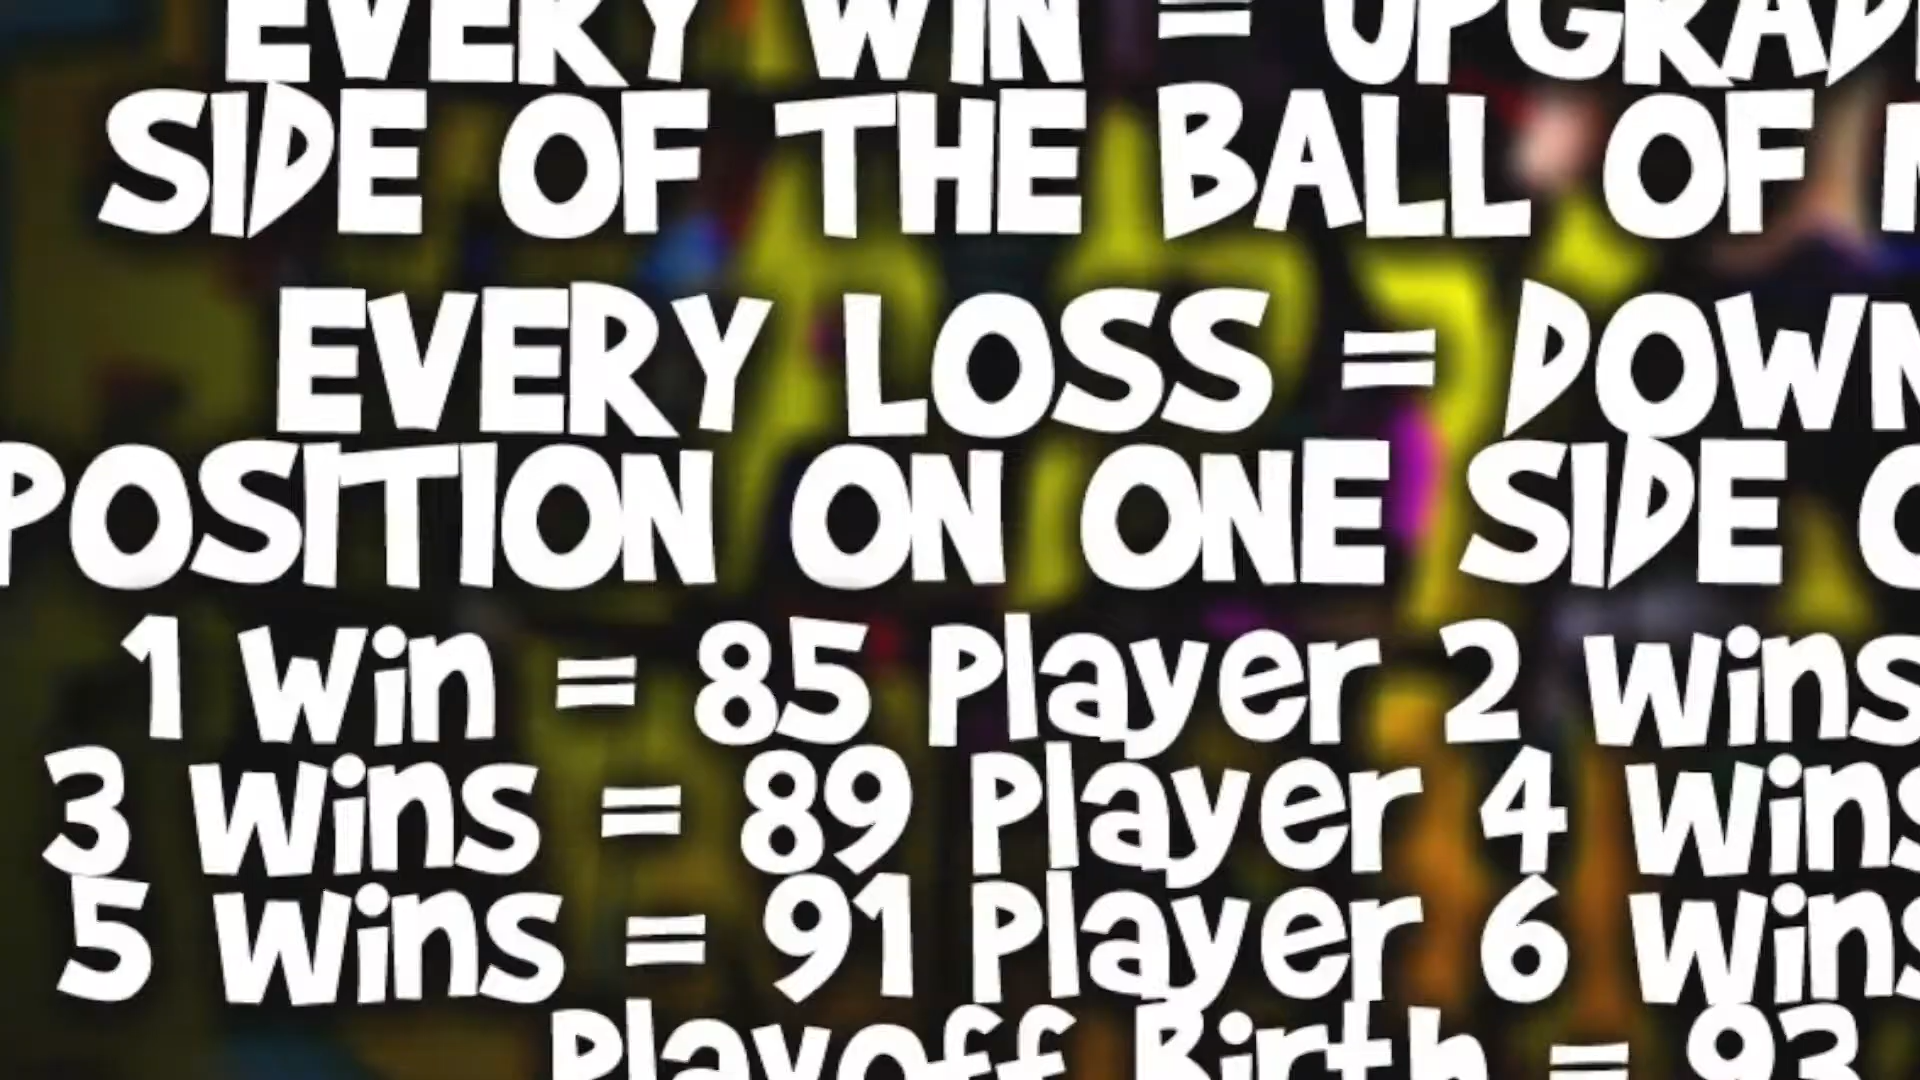 EVERY WIN = UPGRAD
SIDE OF THE BALL OF
EVERY LOSS = DOWN
POSITION ON ONE SIDE
1 Win = 85 Player 2 Wins
3 Wins = 89 Player 4 Wins
5 Wins = 91 Player 6 Wins
Playoff Birth = 93